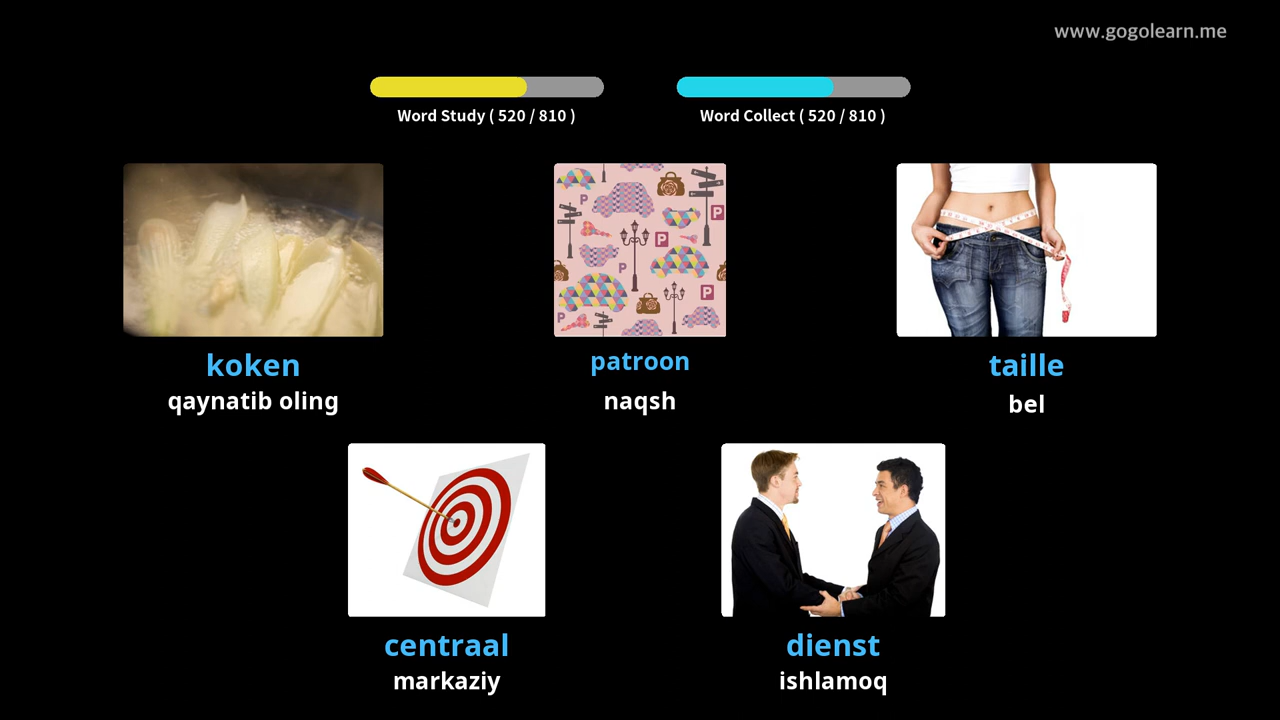 www.gogolearn.me
Word Study ( 520 / 810 )
Word Collect ( 520 / 810 )
P
P
P
P
P
P
koken
patroon
taille
qaynatib oling
naqsh
bel
centraal
dienst
markaziy
ishlamoq